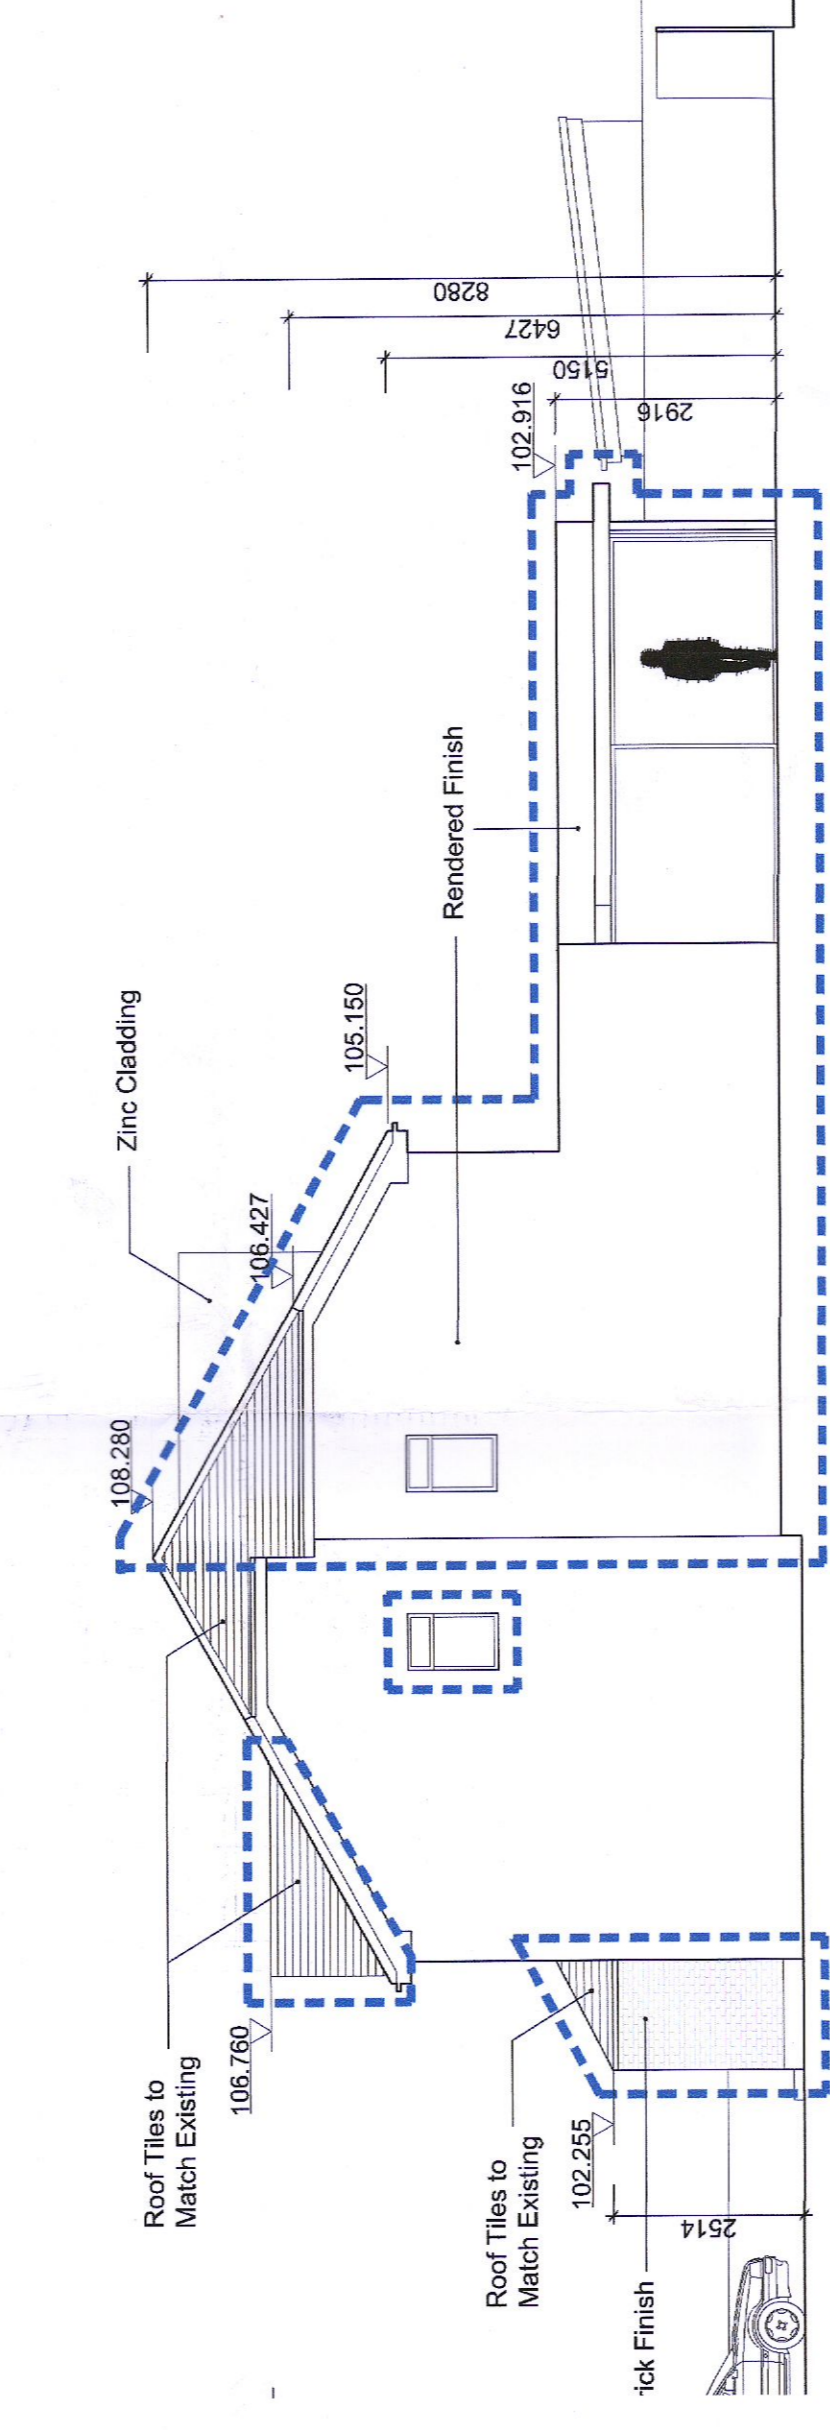 Roof Tiles to
Match Existing
106.760
108.280
Zinc Cladding
106.427
105.150
Rendered Finish
102.916
8280
6427
5150
2916
Roof Tiles to
Match Existing
102.255
2514
ick Finish